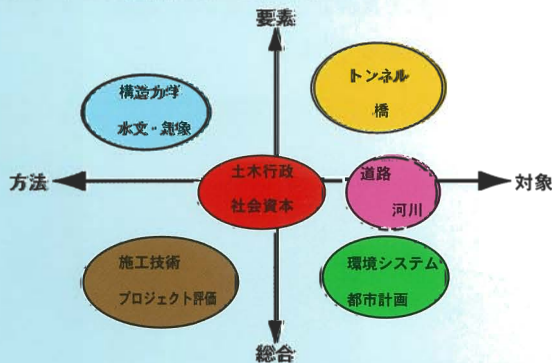 要素
トンネル
橋
構造力学
水文・気象
方法
土木行政
社会資本
道路
河川
対象
施工技術
プロジェクト評価
環境システム
都市計画
総合